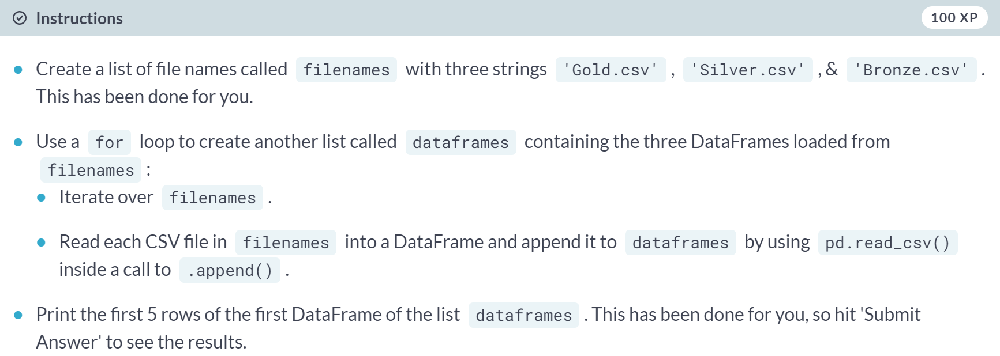 Instructions
100 XP
Create a list of file names called filenames with three strings 'Gold.csv' , 'Silver.csv' , & 'Bronze.csv' .
This has been done for you.
Use a for loop to create another list called dataframes containing the three DataFrames loaded from
filenames :
Iterate over filenames .
Read each CSV file in filenames into a DataFrame and append it to dataframes by using pd.read_csv()
inside a call to .append() .
Print the first 5 rows of the first DataFrame of the list dataframes . This has been done for you, so hit 'Submit
Answer' to see the results.